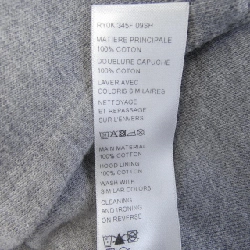 MATIERE PRINCIPALE
100% COTON
DOUBLURE CAPUCHE
100% COTON
LAVER AVEC
COLORIS SIMILAIRES
NETTOYAGE
ET REPASSAGE
SUR L'ENVERS
MAIN MATERIAL
100% COTTON
HOOD LINING
100% COTTON
WASH WITH
SIMILAR COLORS
CLEANING
AND IRONING
ON REVERSE